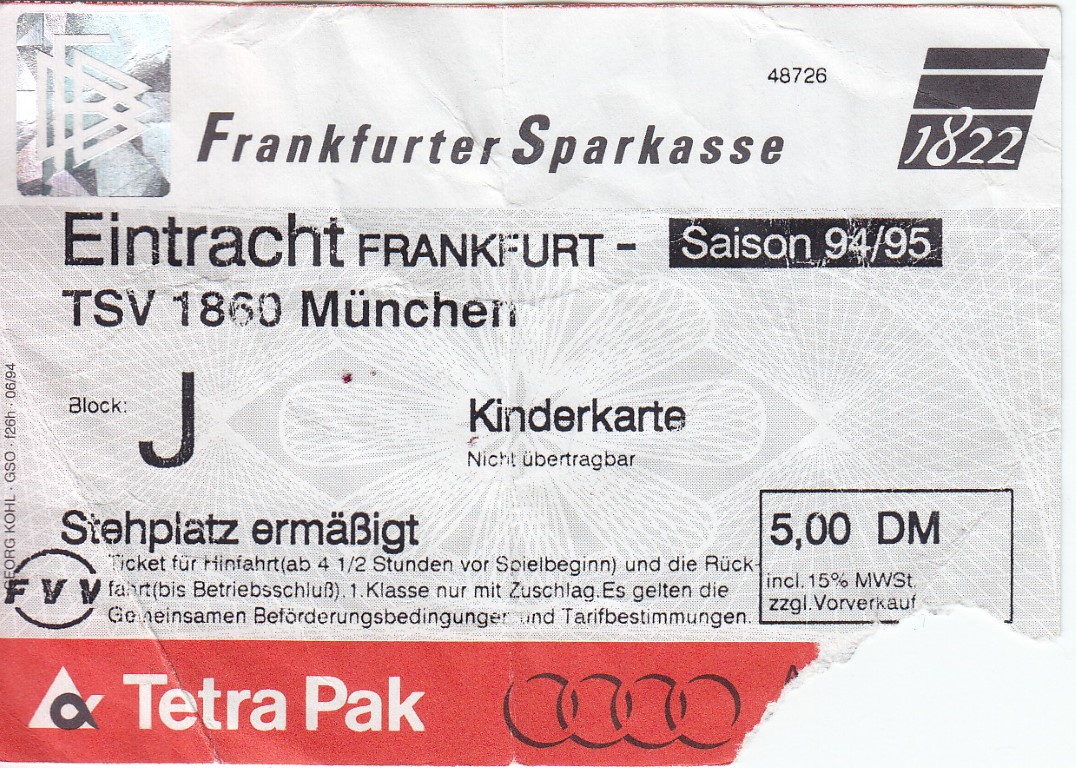 48726
Frankfurter Sparkasse
1822
Eintracht FRANKFURT - Saison 94/95
TSV 1860 München
Block: J
Kinderkarte
Nicht übertragbar
GEORG KOHL · GSO · f26h · 06/94
Stehplatz ermäßigt
5,00 DM
incl. 15% MWSt.
zzgl. Vorverkauf
FVV
Ticket für Hinfahrt(ab 4 1/2 Stunden vor Spielbeginn) und die Rück-
fahrt(bis Betriebsschluß). 1. Klasse nur mit Zuschlag. Es gelten die
Gemeinsamen Beförderungsbedingungen und Tarifbestimmungen.
Tetra Pak